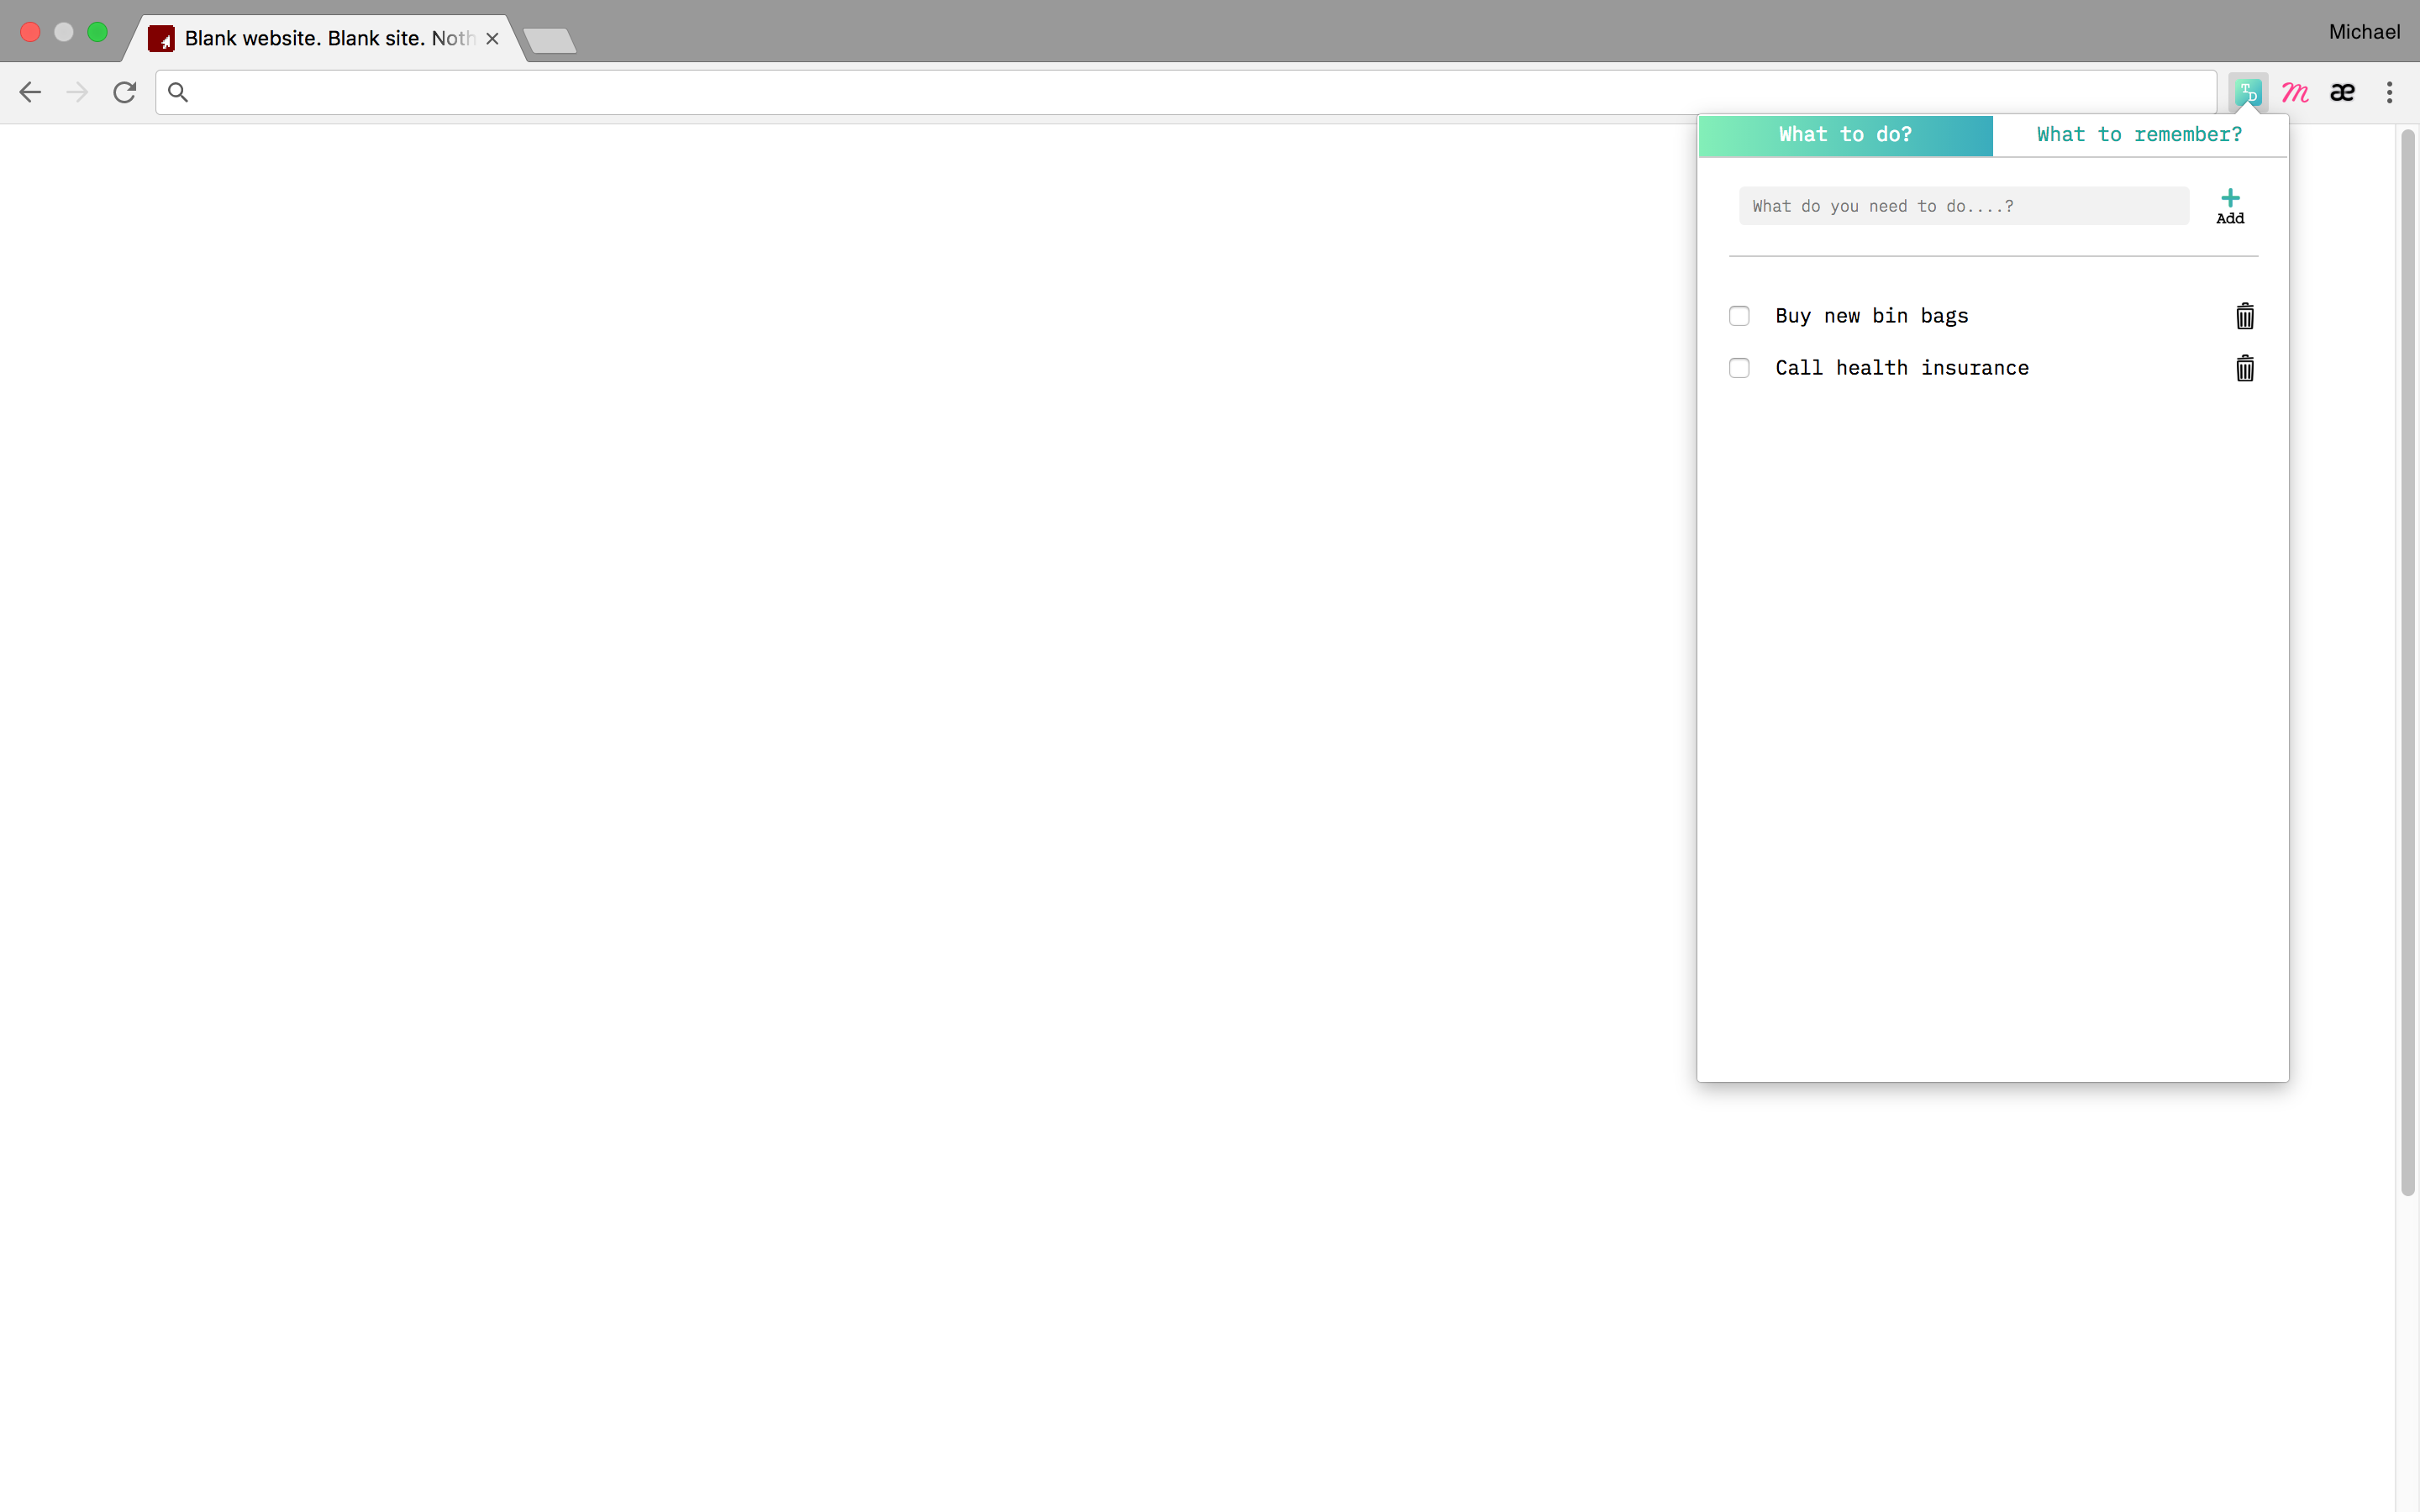 Blank website. Blank site. Noth
Michael
TD
m
æ
What to do?
What to remember?
What do you need to do....?
Add
Buy new bin bags
Call health insurance